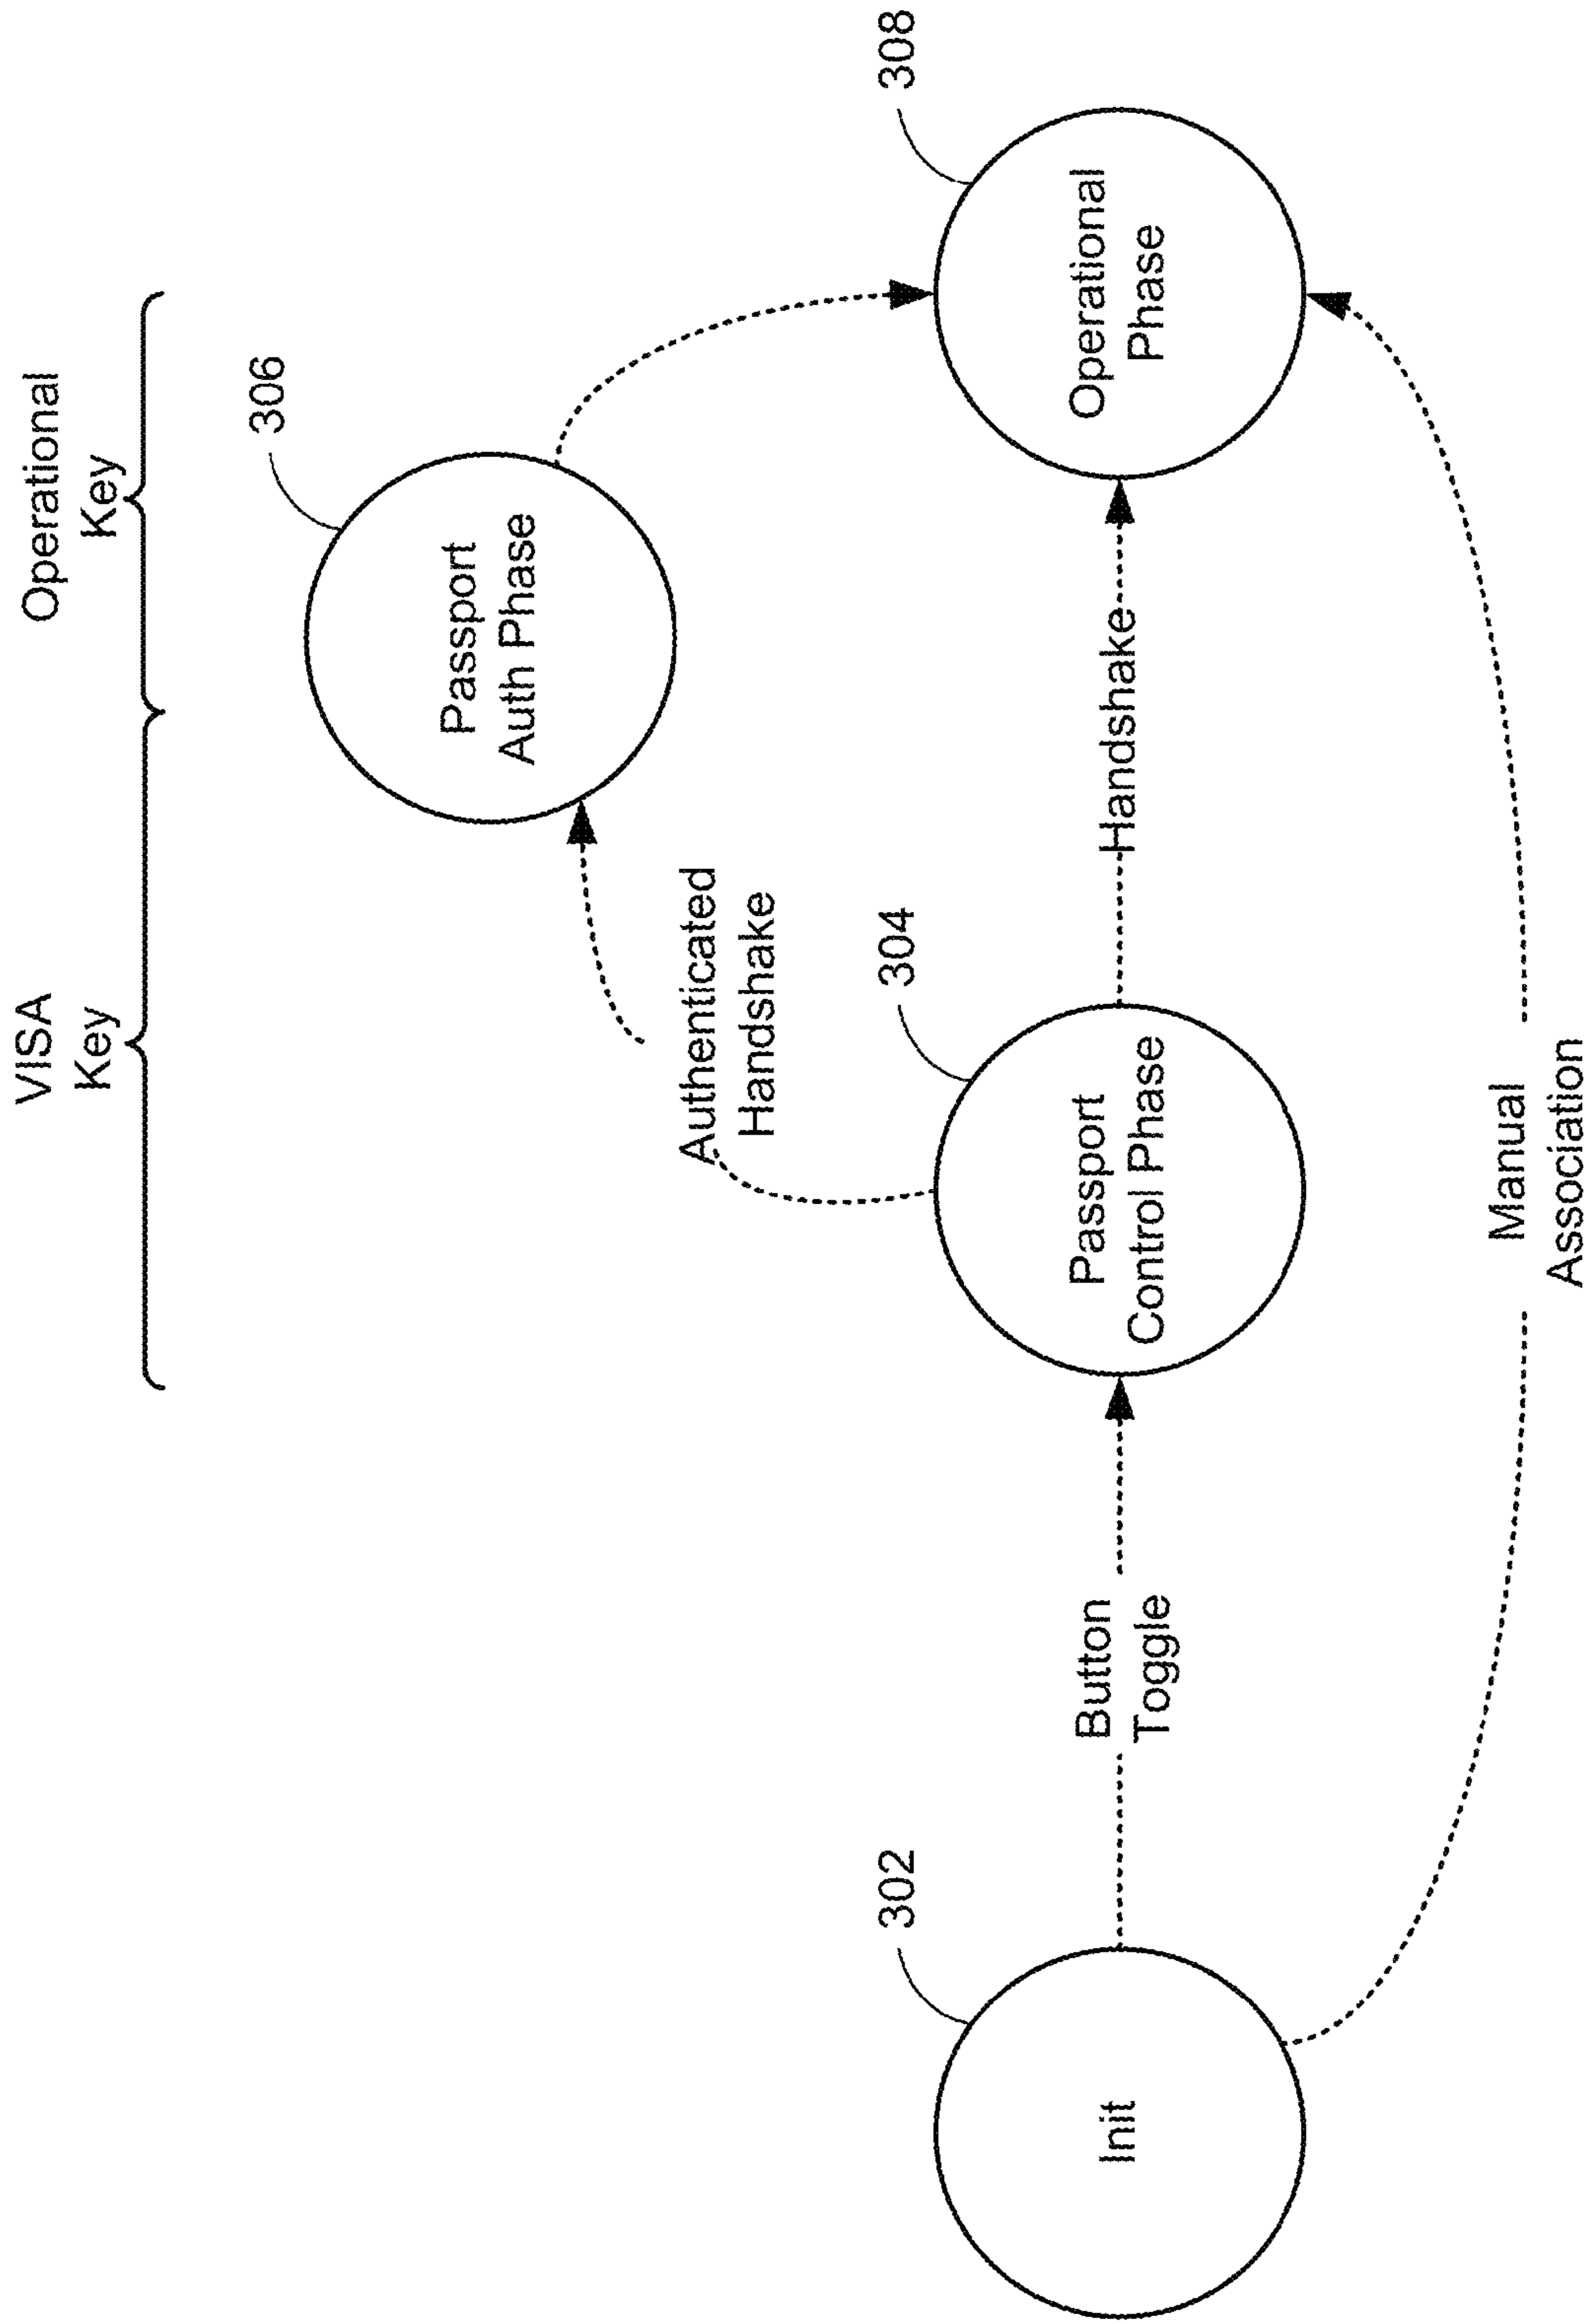 VISA
Key
Operational
Key
306
Passport
Auth Phase
Authenticated
Handshake
302
Init
Button
Toggle
304
Passport
Control Phase
Handshake
308
Operational
Phase
Manual
Association